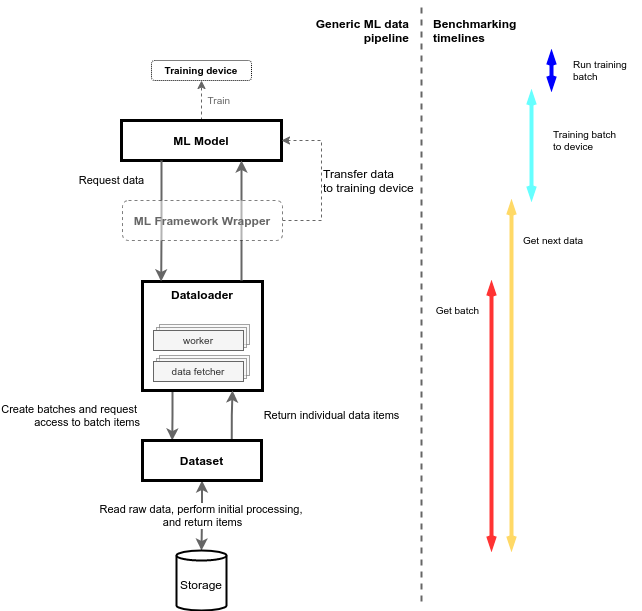 Generic ML data
pipeline
Benchmarking
timelines
Training device
Run training
batch
Train
ML Model
Training batch
to device
Request data
Transfer data
to training device
ML Framework Wrapper
Get next data
Dataloader
Get batch
worker
data fetcher
Create batches and request
access to batch items
Return individual data items
Dataset
Read raw data, perform initial processing,
and return items
Storage